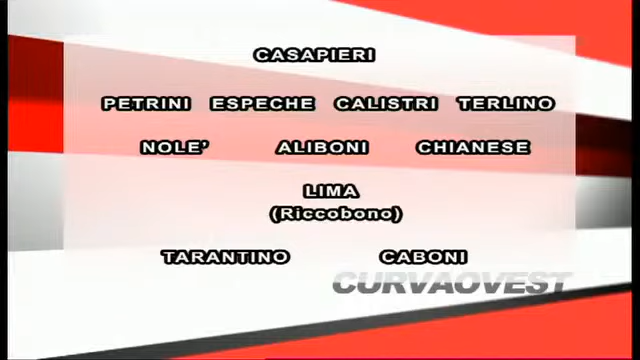 CASAPIERI
PETRINI ESPECHE CALISTRI TERLINO
NOLE' ALIBONI CHIANESE
LIMA
(Riccobono)
TARANTINO CABONI
CURVAOVEST